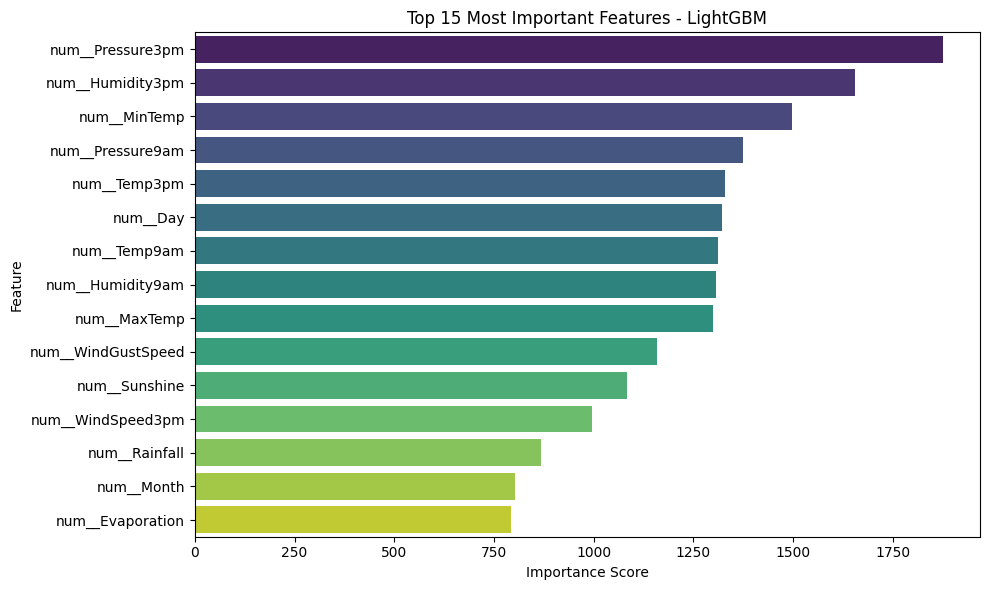 Top 15 Most Important Features - LightGBM
num__Pressure3pm
num__Humidity3pm
num__MinTemp
num__Pressure9am
num__Temp3pm
num__Day
num__Temp9am
num__Humidity9am
num__MaxTemp
num__WindGustSpeed
num__Sunshine
num__WindSpeed3pm
num__Rainfall
num__Month
num__Evaporation
Feature
0 250 500 750 1000 1250 1500 1750
Importance Score